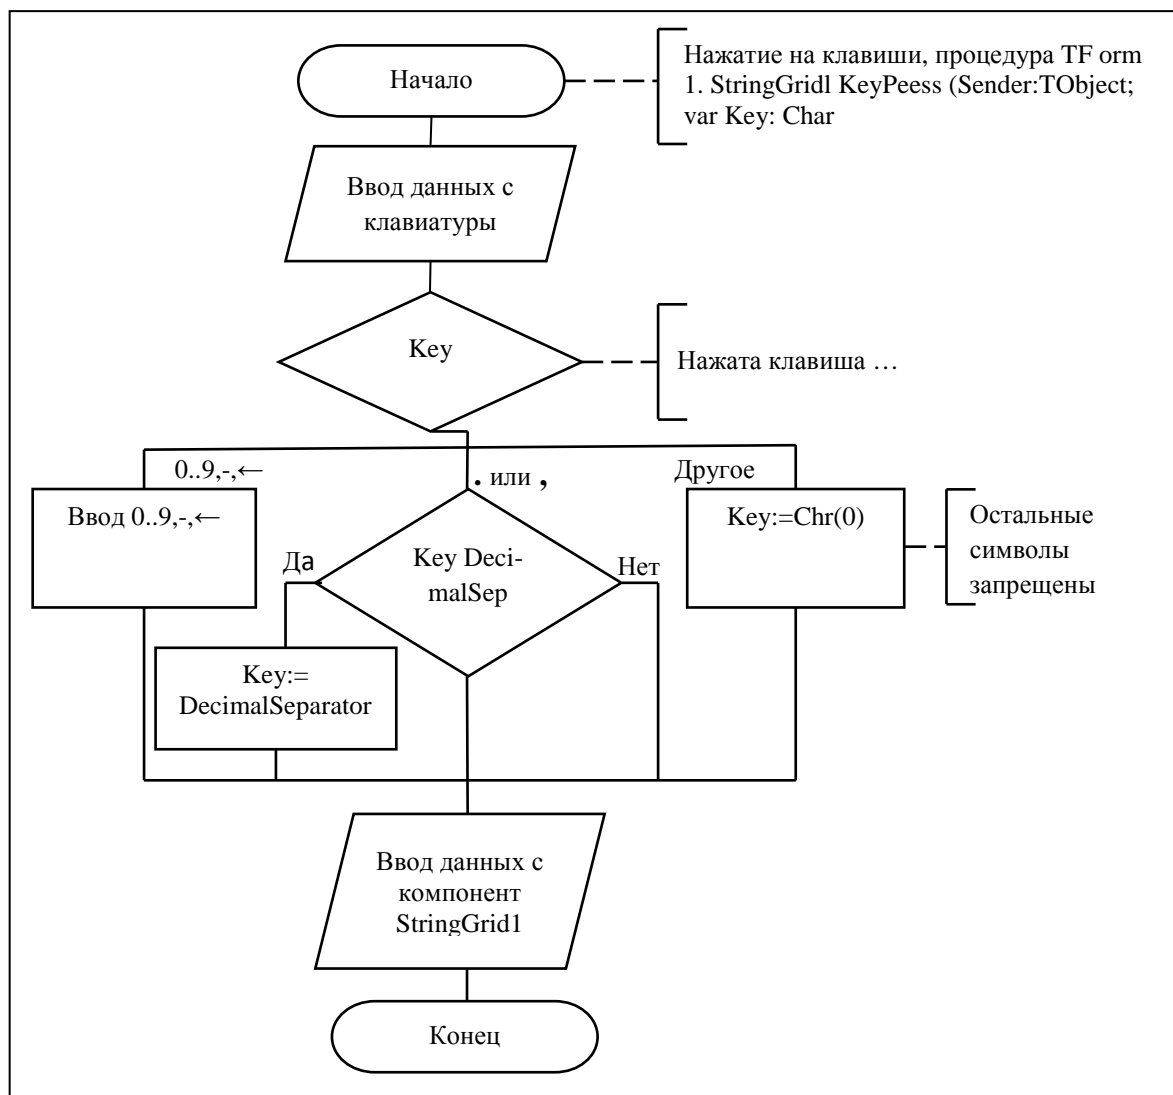 Начало
Нажатие на клавиши, процедура TF orm
1. StringGridl KeyPeess (Sender:TObject;
var Key: Char
Ввод данных с
клавиатуры
Key
Нажата клавиша …
0..9,-,←
. или ,
Другое
Ввод 0..9,-,←
Key:=Chr(0)
Остальные
символы
запрещены
Да
Key Deci-
malSep
Нет
Key:=
DecimalSeparator
Ввод данных с
компонент
StringGrid1
Конец